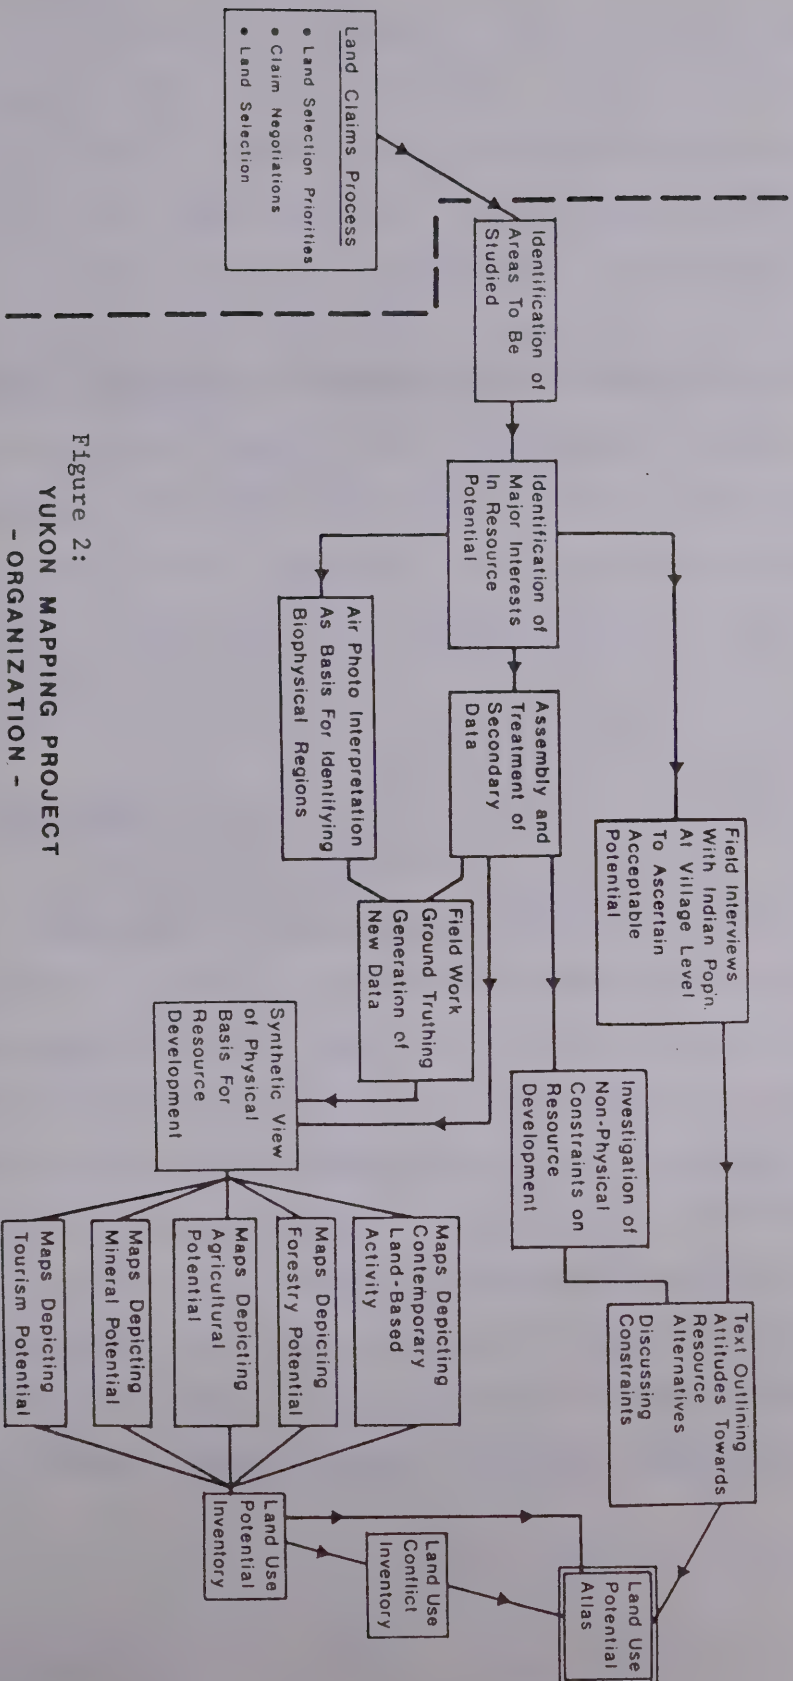 Land Claims Process
• Land Selection Priorities
• Claim Negotiations
• Land Selection
Identification of
Areas To Be
Studied
Identification of
Major Interests
In Resource
Potential
Field Interviews
With Indian Pop'n.
At Village Level
To Ascertain
Acceptable
Potential
Assembly and
Treatment of
Secondary
Data
Air Photo Interpretation
As Basis For Identifying
Biophysical Regions
Field Work
Ground Truthing
Generation of
New Data
Investigation of
Non-Physical
Constraints on
Resource
Development
Synthetic View
of Physical
Basis For
Resource
Development
Text Outlining
Attitudes Towards
Resource
Alternatives
Discussing
Constraints
Maps Depicting
Contemporary
Land-Based
Activity
Maps Depicting
Forestry Potential
Maps Depicting
Agricultural
Potential
Maps Depicting
Mineral Potential
Maps Depicting
Tourism Potential
Land Use
Potential
Inventory
Land Use
Conflict
Inventory
Land Use
Potential
Atlas
Figure 2:
YUKON MAPPING PROJECT
- ORGANIZATION -